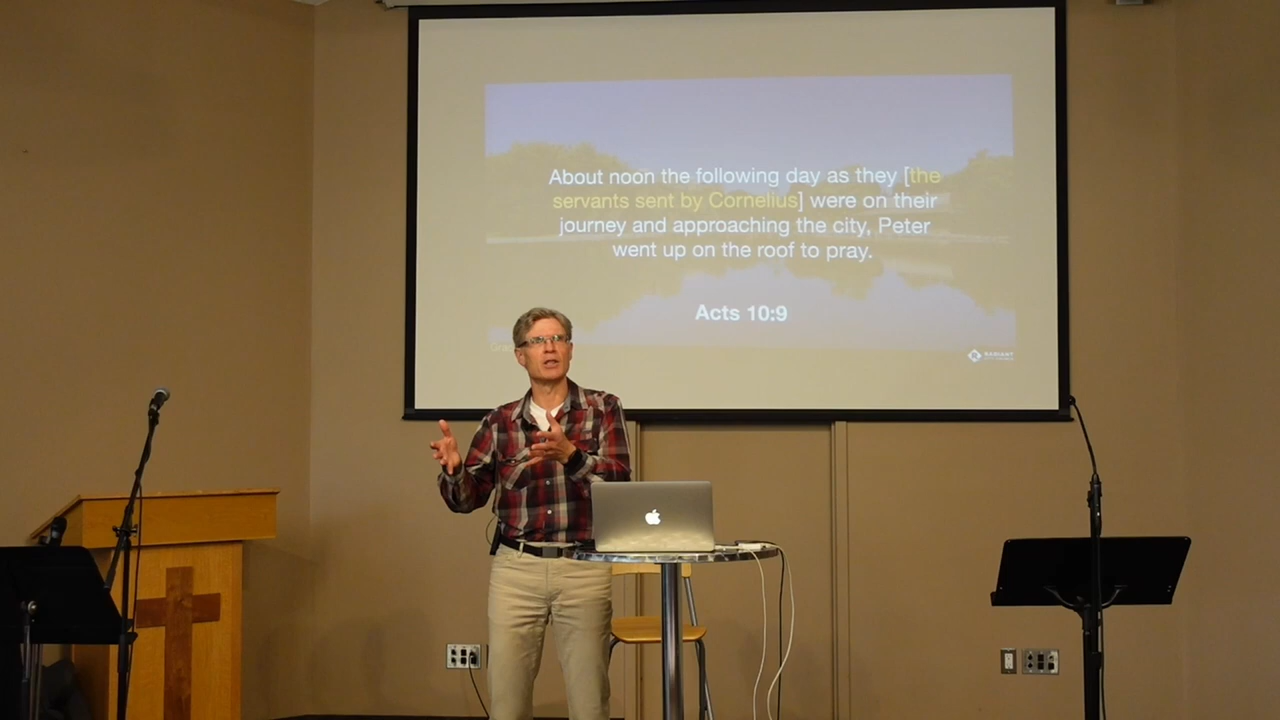 About noon the following day as they [the
servants sent by Cornelius] were on their
journey and approaching the city, Peter
went up on the roof to pray.
Acts 10:9
RADIANT